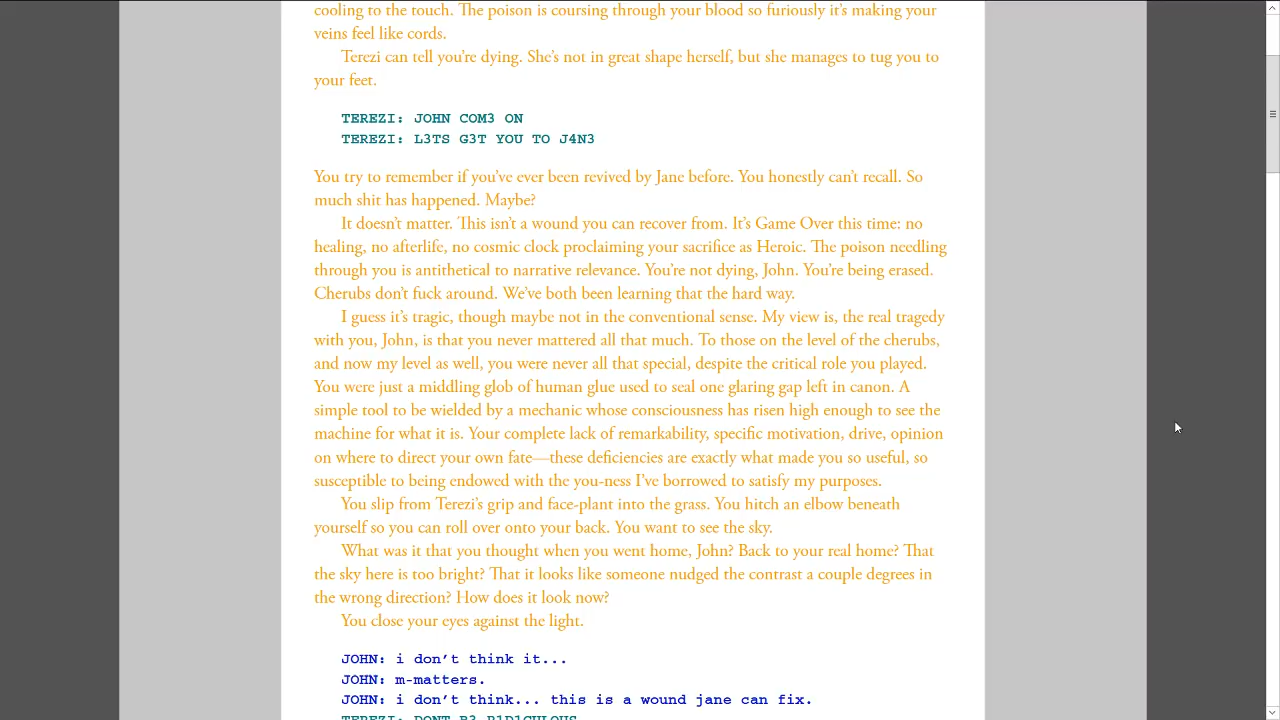 cooling to the touch. The poison is coursing through your blood so furiously it’s making your
veins feel like cords.
Terezi can tell you’re dying. She’s not in great shape herself, but she manages to tug you to
your feet.
TEREZI: JOHN COM3 ON
TEREZI: L3TS G3T YOU TO J4N3
You try to remember if you’ve ever been revived by Jane before. You honestly can’t recall. So
much shit has happened. Maybe?
It doesn’t matter. This isn’t a wound you can recover from. It’s Game Over this time: no
healing, no afterlife, no cosmic clock proclaiming your sacrifice as Heroic. The poison needling
through you is antithetical to narrative relevance. You’re not dying, John. You’re being erased.
Cherubs don’t fuck around. We’ve both been learning that the hard way.
I guess it’s tragic, though maybe not in the conventional sense. My view is, the real tragedy
with you, John, is that you never mattered all that much. To those on the level of the cherubs,
and now my level as well, you were never all that special, despite the critical role you played.
You were just a middling glob of human glue used to seal one glaring gap left in canon. A
simple tool to be wielded by a mechanic whose consciousness has risen high enough to see the
machine for what it is. Your complete lack of remarkability, specific motivation, drive, opinion
on where to direct your own fate—these deficiencies are exactly what made you so useful, so
susceptible to being endowed with the you-ness I’ve borrowed to satisfy my purposes.
You slip from Terezi’s grip and face-plant into the grass. You hitch an elbow beneath
yourself so you can roll over onto your back. You want to see the sky.
What was it that you thought when you went home, John? Back to your real home? That
the sky here is too bright? That it looks like someone nudged the contrast a couple degrees in
the wrong direction? How does it look now?
You close your eyes against the light.
JOHN: i don’t think it...
JOHN: m-matters.
JOHN: i don’t think... this is a wound jane can fix.
TEREZI: DONT B3 R1D1CULOUS